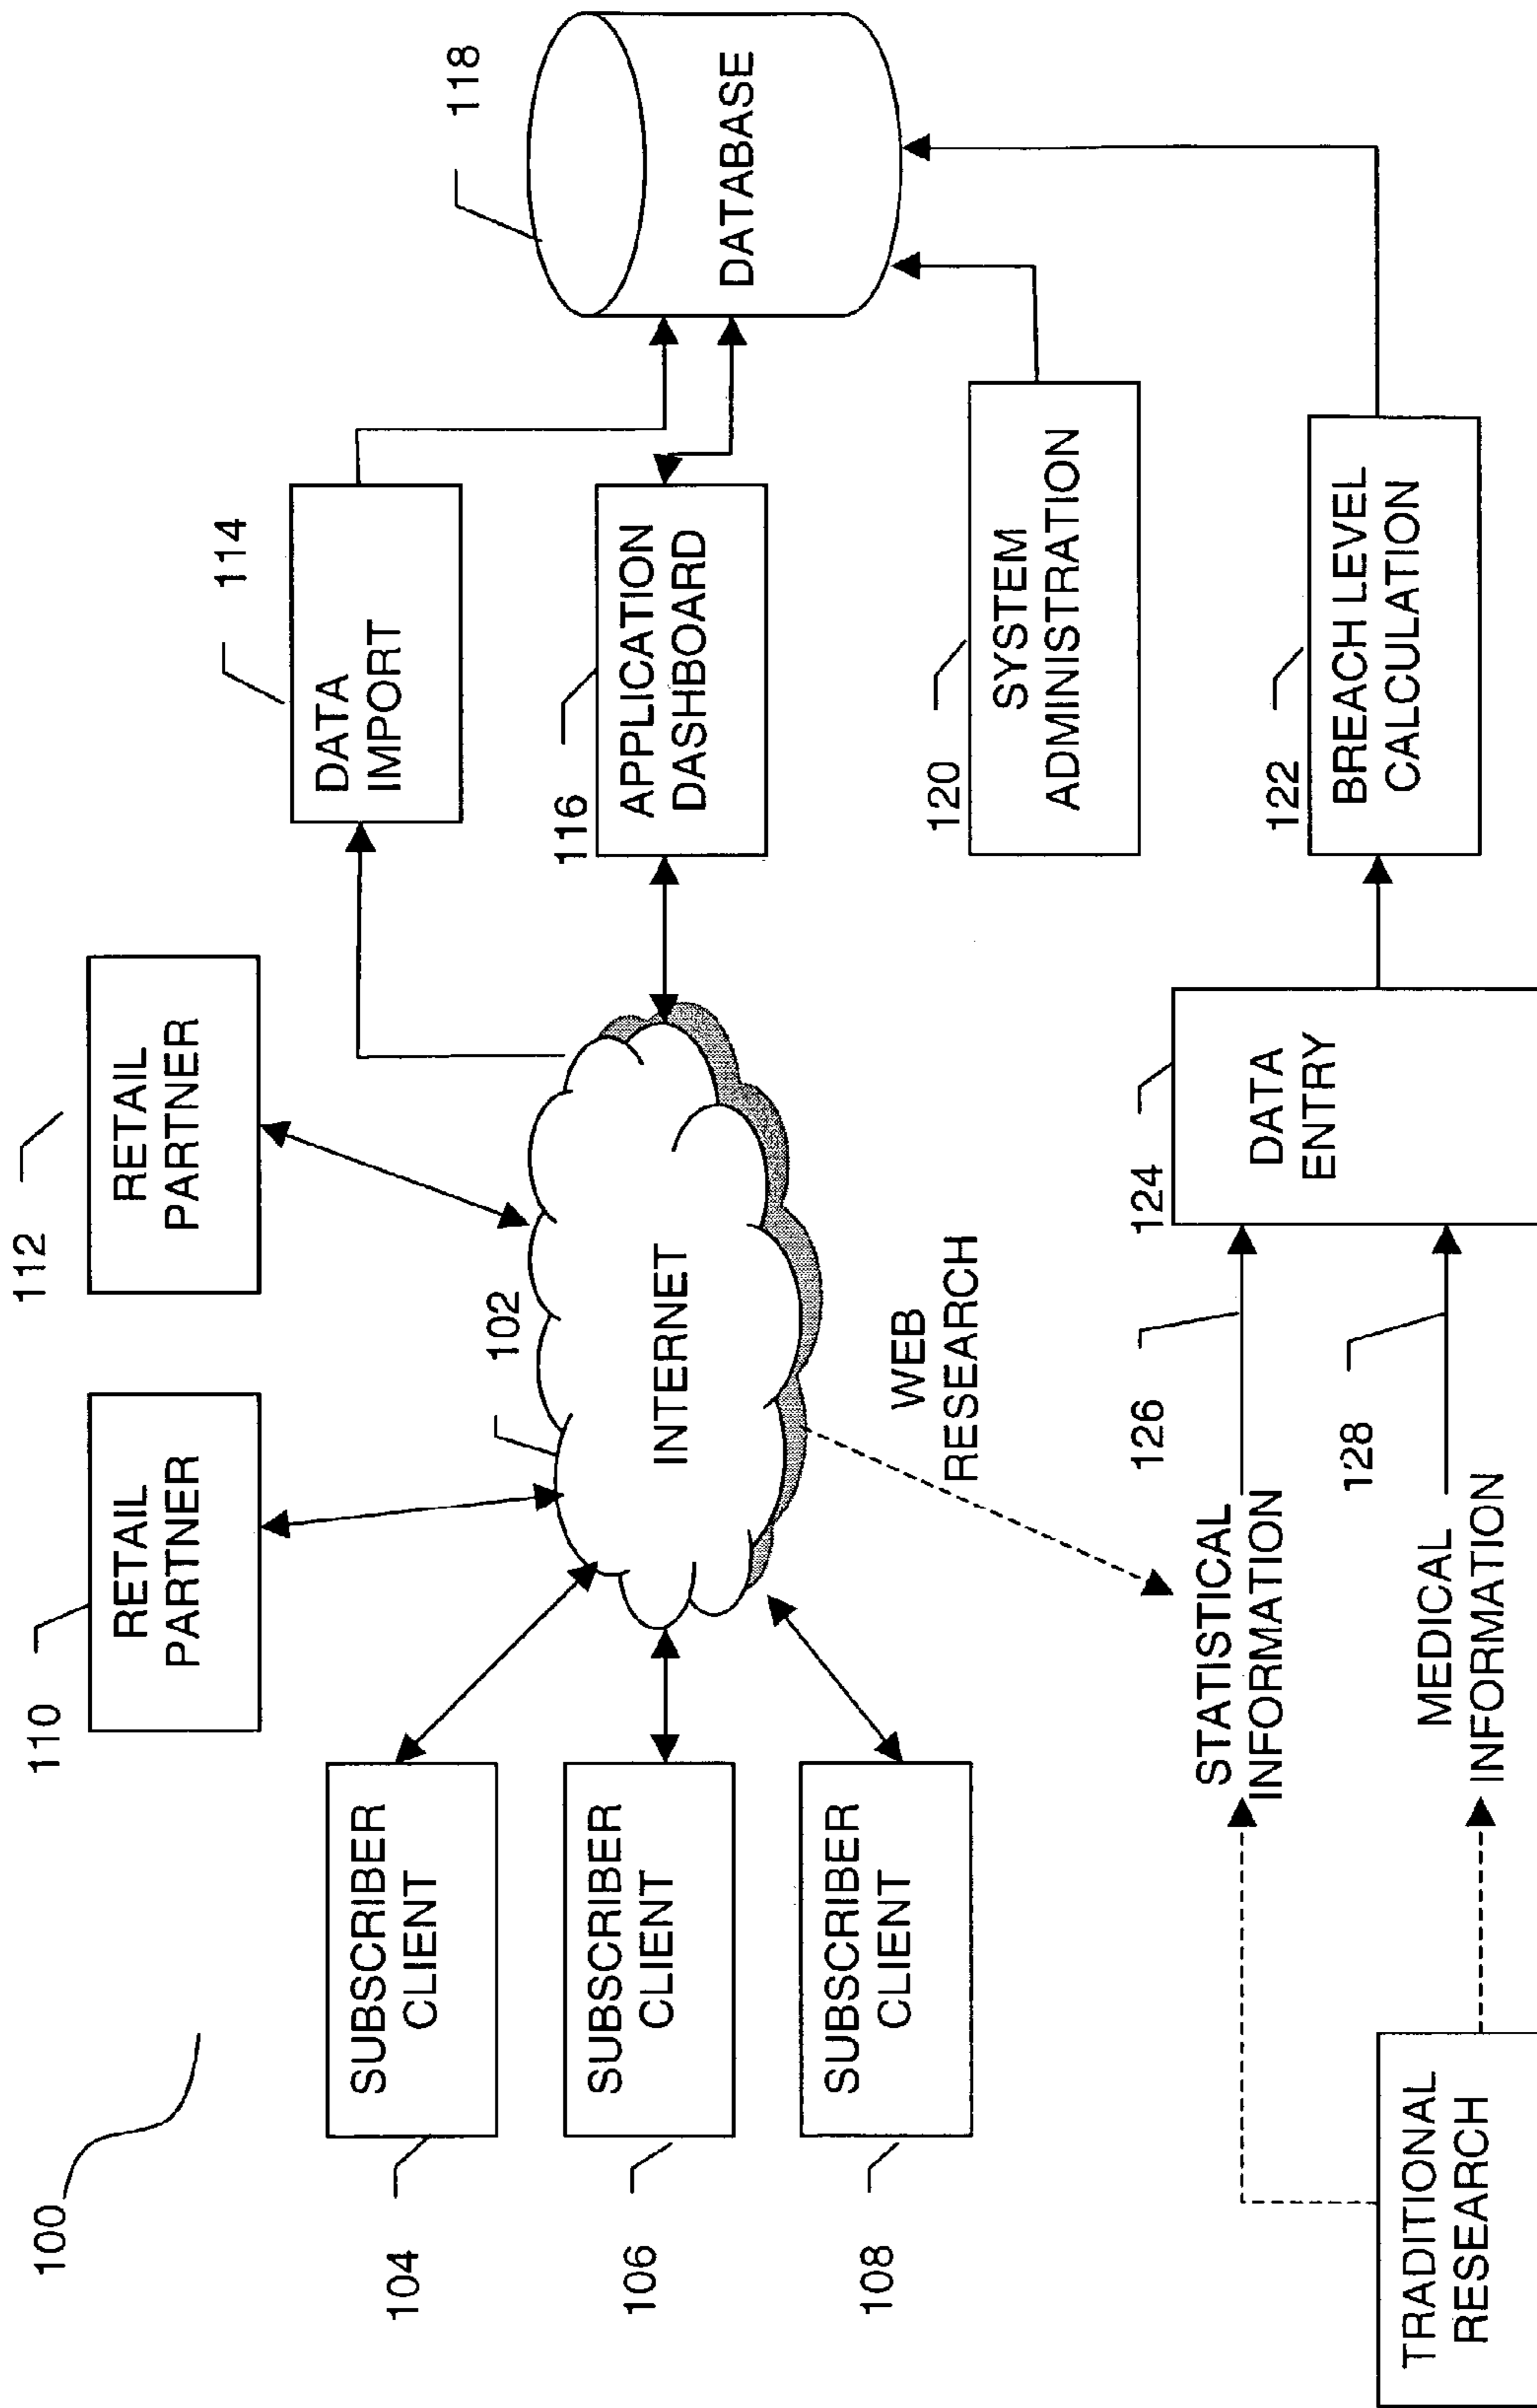 100
110
RETAIL
PARTNER
112
RETAIL
PARTNER
114
DATA
IMPORT
118
DATABASE
104
SUBSCRIBER
CLIENT
106
SUBSCRIBER
CLIENT
108
SUBSCRIBER
CLIENT
102
INTERNET
116
APPLICATION
DASHBOARD
WEB
RESEARCH
120
SYSTEM
ADMINISTRATION
TRADITIONAL
RESEARCH
STATISTICAL
INFORMATION
126
MEDICAL
INFORMATION
128
124
DATA
ENTRY
122
BREACH LEVEL
CALCULATION